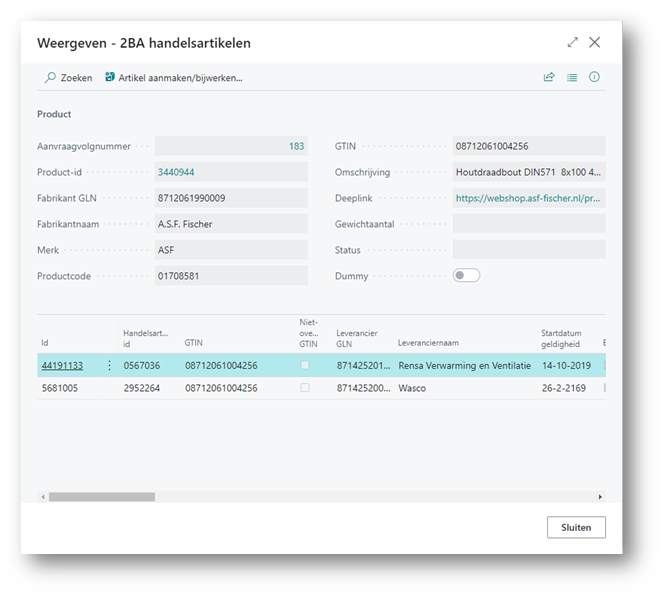 Weergeven - 2BA handelsartikelen
Zoeken Artikel aanmaken/bijwerken...
Product
Aanvraagvolgnummer 183 GTIN 08712061004256
Product-id 3440944 Omschrijving Houtdraadbout DIN571 8x100 4...
Fabrikant GLN 8712061990009 Deeplink https://webshop.asf-fischer.nl/pr...
Fabrikantnaam A.S.F. Fischer Gewichtaantal
Merk ASF Status
Productcode 01708581 Dummy
Niet-
Handelsart... ove... Leverancier Startdatum
Id id GTIN GTIN GLN Leveranciernaam geldigheid E
44191133 0567036 08712061004256 871425201... Rensa Verwarming en Ventilatie 14-10-2019
5681005 2952264 08712061004256 871425200... Wasco 26-2-2169
Sluiten